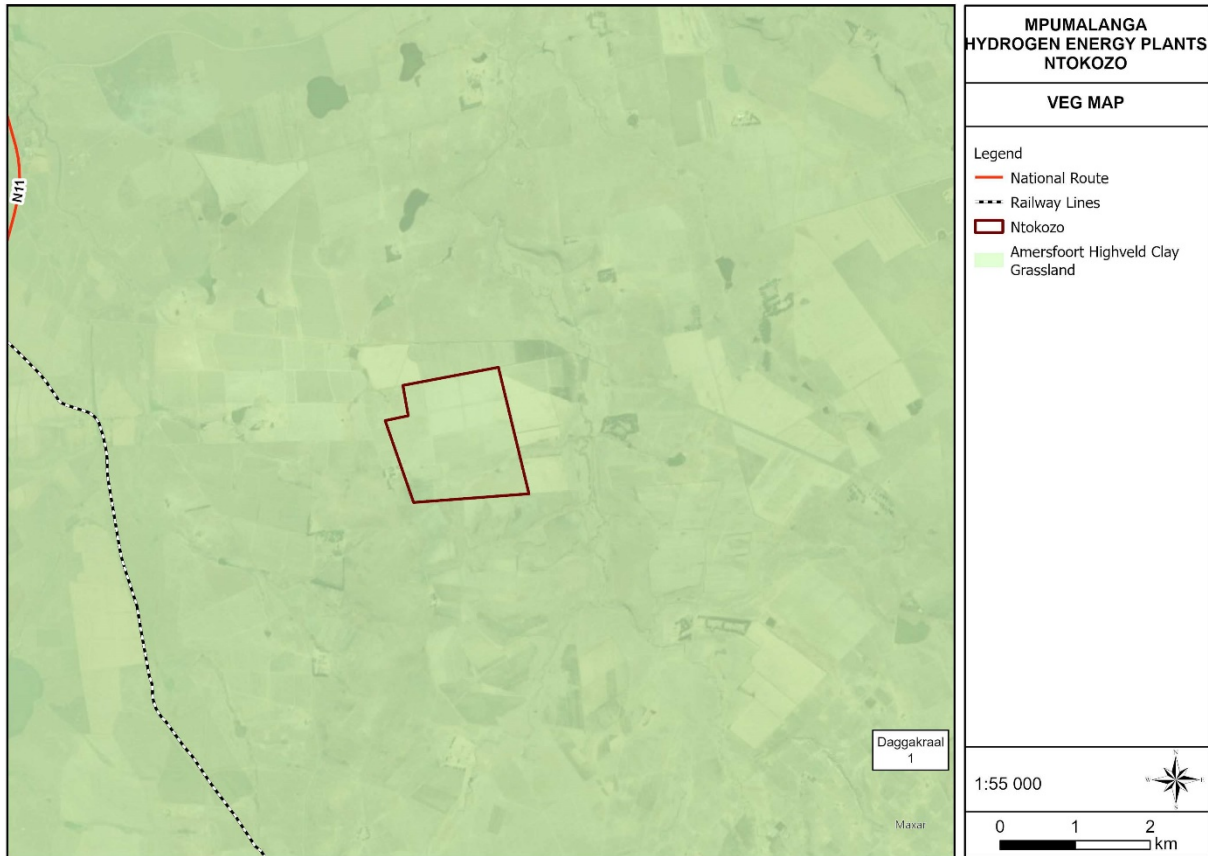 MPUMALANGA
HYDROGEN ENERGY PLANTS
NTOKOZO
VEG MAP
Legend
National Route
Railway Lines
Ntokozo
Amersfoort Highveld Clay
Grassland
N11
Daggakraal
1
Maxar
1:55 000
N
W E
S
0 1 2
km